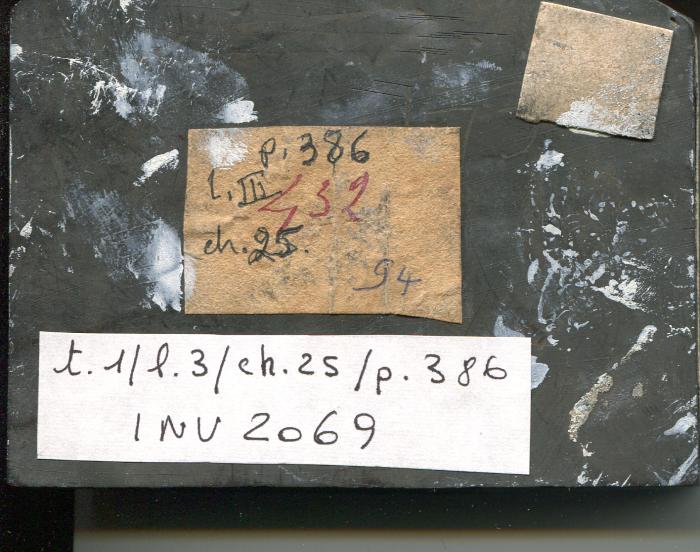 p. 386
l. III
432
ch. 25.
94
t. 1/l. 3/ch. 25/p. 386
INV 2069